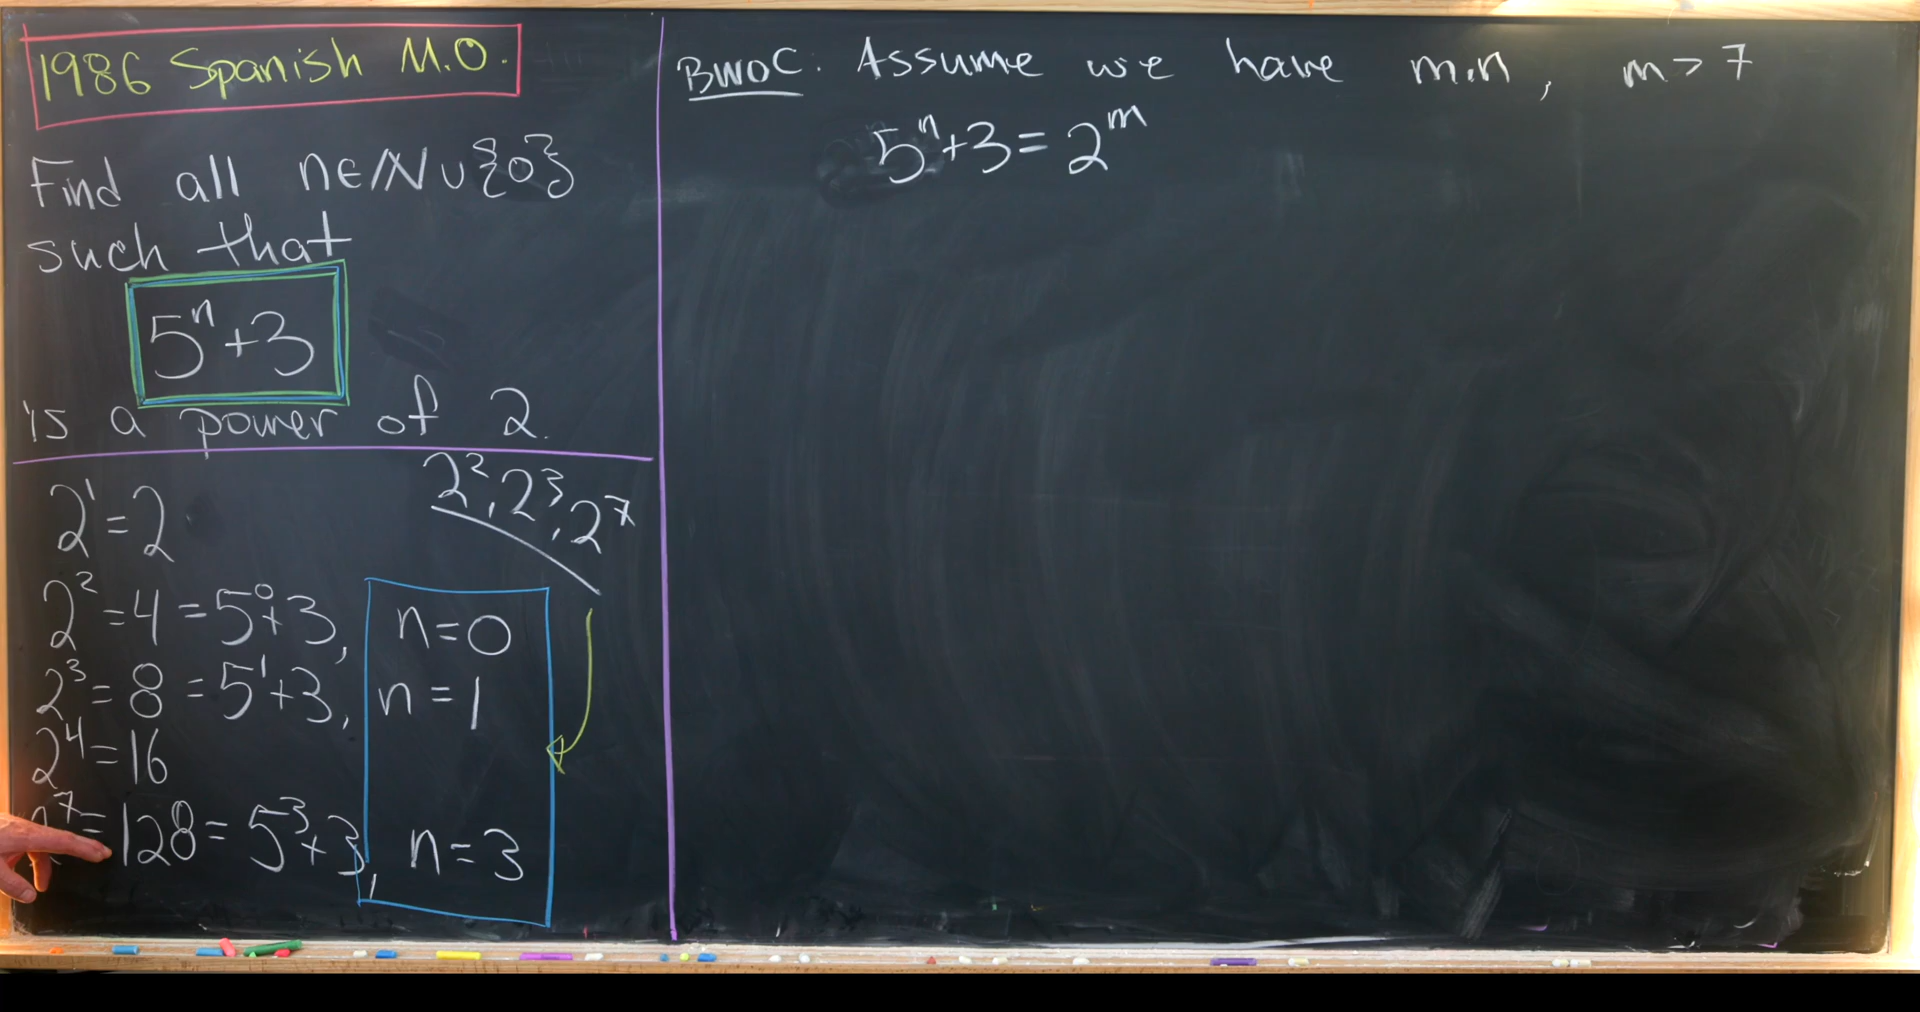 1986 Spanish M.O.
Find all n∈ℕ∪{0}
such that
5ⁿ+3
is a power of 2.
2¹=2
2², 2³, 2⁷
2²=4=5⁰+3, n=0
2³=8=5¹+3, n=1
2⁴=16
2⁷=128=5³+3, n=3
BWOC: Assume we have m,n, m>7
5ⁿ+3=2ᵐ